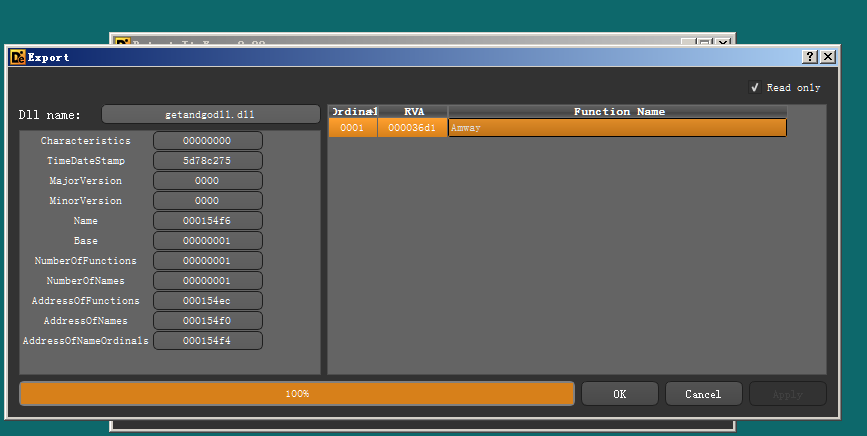 Export
Read only
Dll name: getandgodll.dll
Ordinal RVA Function Name
0001 000036d1 Amway
Characteristics 00000000
TimeDateStamp 5d78c275
MajorVersion 0000
MinorVersion 0000
Name 000154f6
Base 00000001
NumberOfFunctions 00000001
NumberOfNames 00000001
AddressOfFunctions 000154ec
AddressOfNames 000154f0
AddressOfNameOrdinals 000154f4
100% OK Cancel Apply